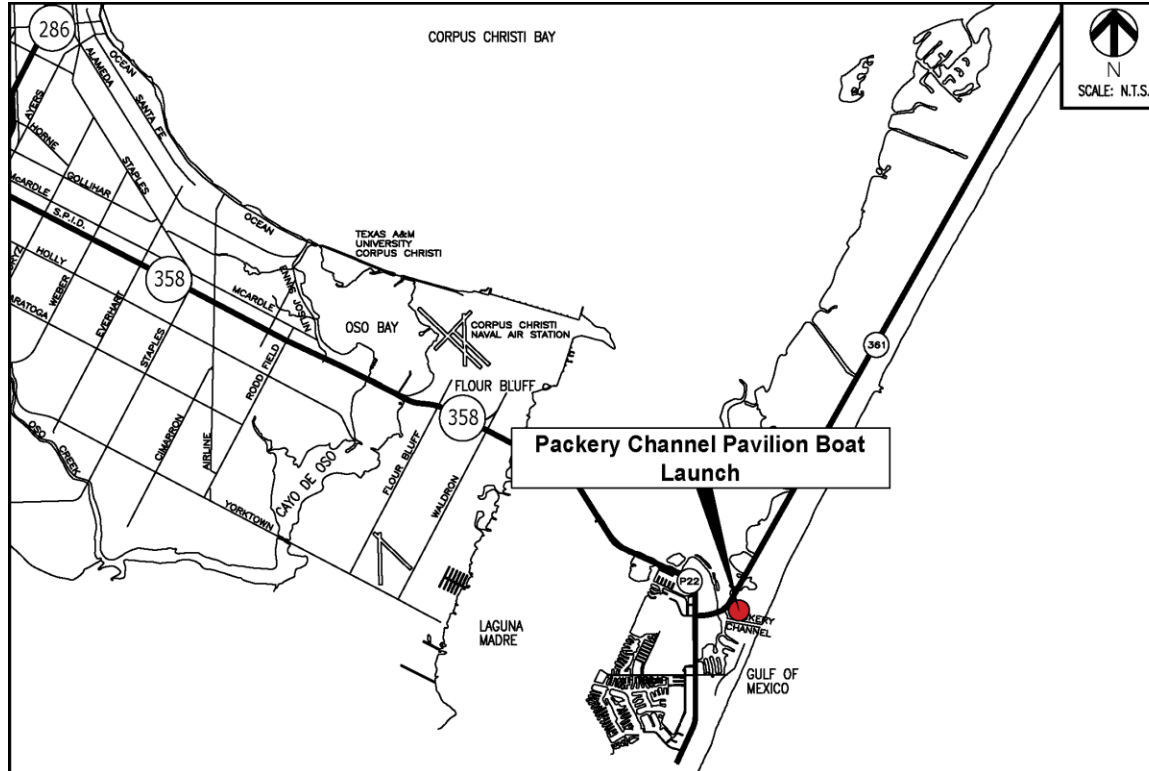 286
CORPUS CHRISTI BAY
N
SCALE: N.T.S.
ALAMEDA
OCEAN
SANTA FE
AYERS
HORNE
STAPLES
GOLLIHAR
McARDLE
S.P.I.D.
OCEAN
TEXAS A&M
UNIVERSITY
CORPUS CHRISTI
HOLLY
358
WEBER
EVERHART
STAPLES
MCARDLE
ENNIS JOSLIN
OSO BAY
CORPUS CHRISTI
NAVAL AIR STATION
361
RODD FIELD
FLOUR BLUFF
358
OSO
CREEK
CIMARRON
AIRLINE
CAYO DE OSO
FLOUR BLUFF
WALDRON
YORKTOWN
Packery Channel Pavilion Boat
Launch
P22
CHANNEL
LAGUNA
MADRE
GULF OF
MEXICO